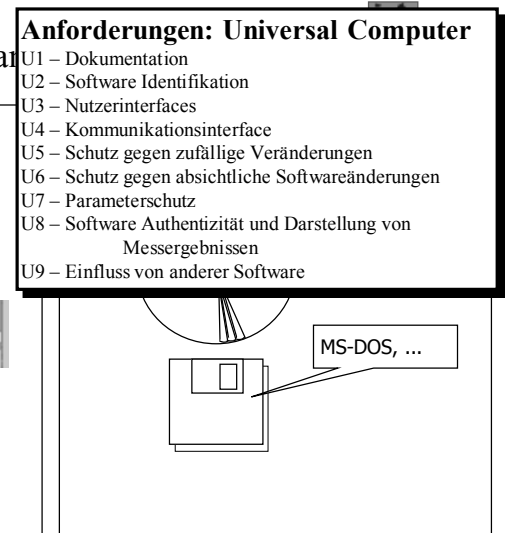 Anforderungen: Universal Computer
U1 – Dokumentation
U2 – Software Identifikation
U3 – Nutzerinterfaces
U4 – Kommunikationsinterface
U5 – Schutz gegen zufällige Veränderungen
U6 – Schutz gegen absichtliche Softwareänderungen
U7 – Parameterschutz
U8 – Software Authentizität und Darstellung von
Messergebnissen
U9 – Einfluss von anderer Software
MS-DOS, ...